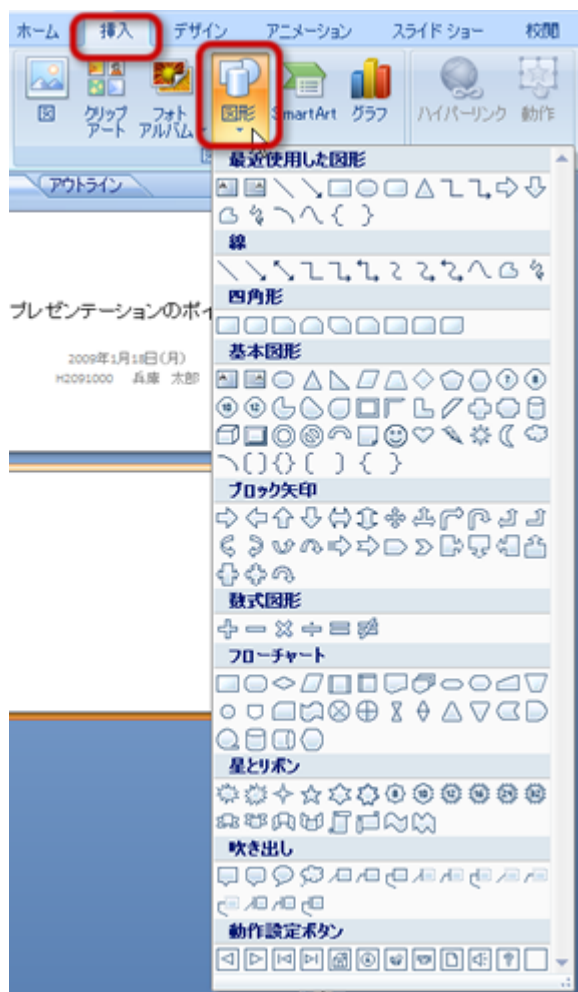 ホーム 挿入 デザイン アニメーション スライド ショー 校閲
図 クリップ アート フォト アルバム 図形 SmartArt グラフ ハイパーリンク 動作
最近使用した図形
アウトライン
線
四角形
プレゼンテーションのポイ
基本図形
2009年1月18日(月)
H2091000 兵庫 太郎
ブロック矢印
数式図形
フローチャート
星とリボン
吹き出し
動作設定ボタン